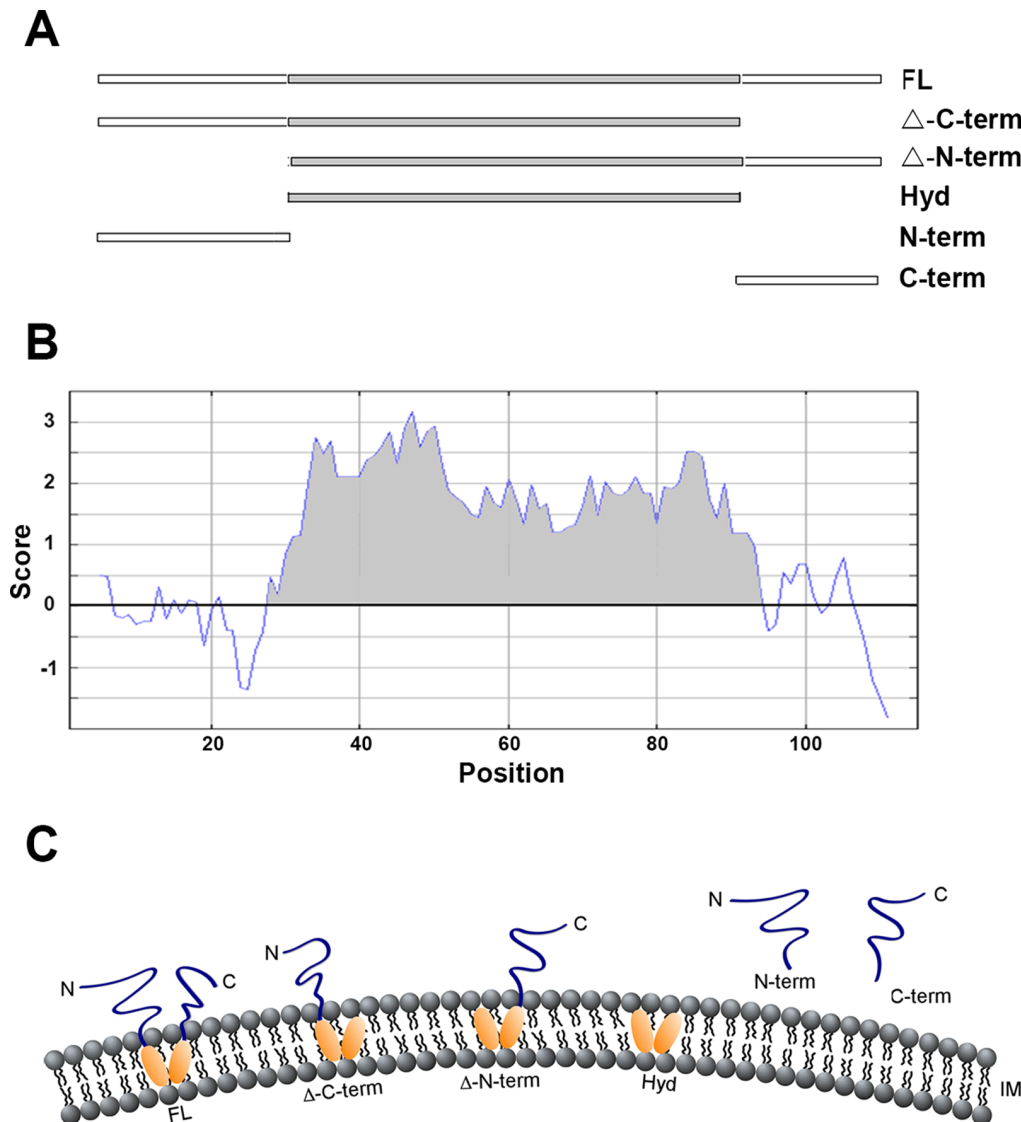 A
FL
△-C-term
△-N-term
Hyd
N-term
C-term
B
3
2
1
0
-1
Score
20 40 60 80 100
Position
C
N C N C N C
N-term C-term
FL Δ-C-term Δ-N-term Hyd IM